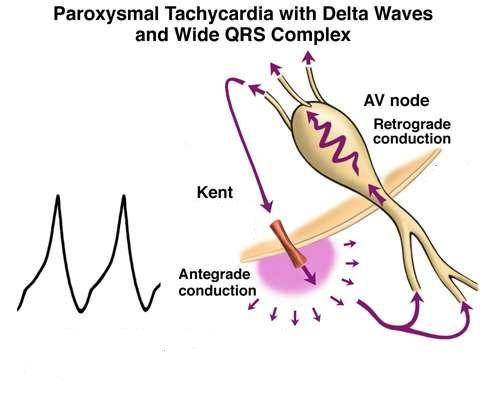 Paroxysmal Tachycardia with Delta Waves
and Wide QRS Complex
AV node
Retrograde
conduction
Kent
Antegrade
conduction